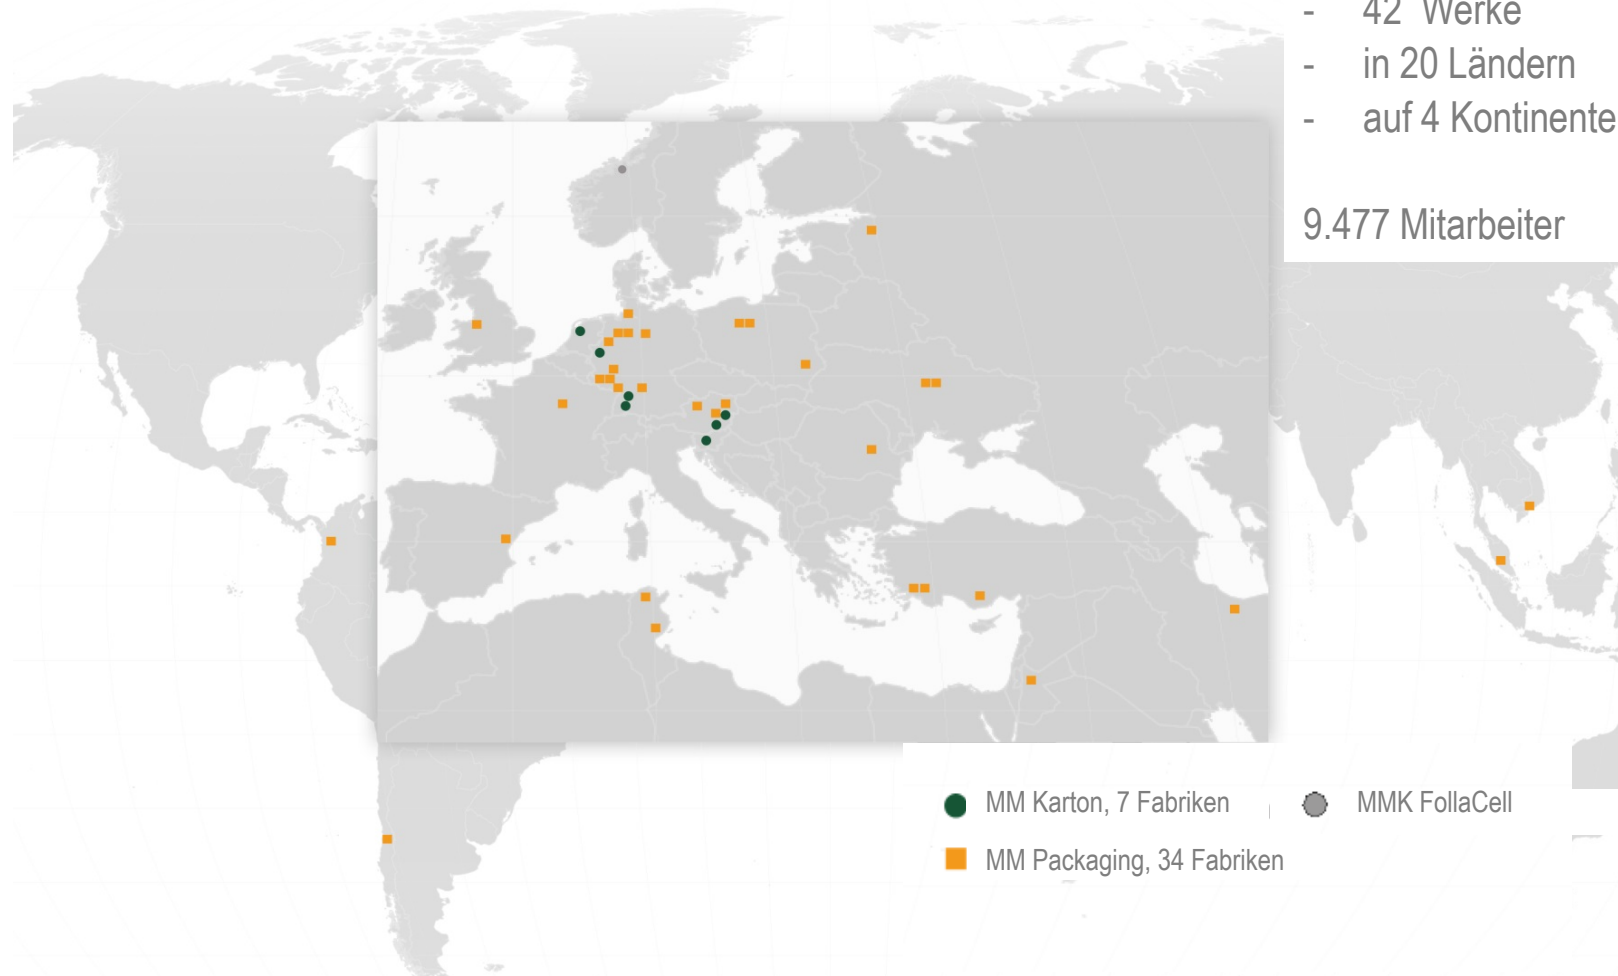 - 42 Werke
- in 20 Ländern
- auf 4 Kontinente
9.477 Mitarbeiter
MM Karton, 7 Fabriken
MMK FollaCell
MM Packaging, 34 Fabriken